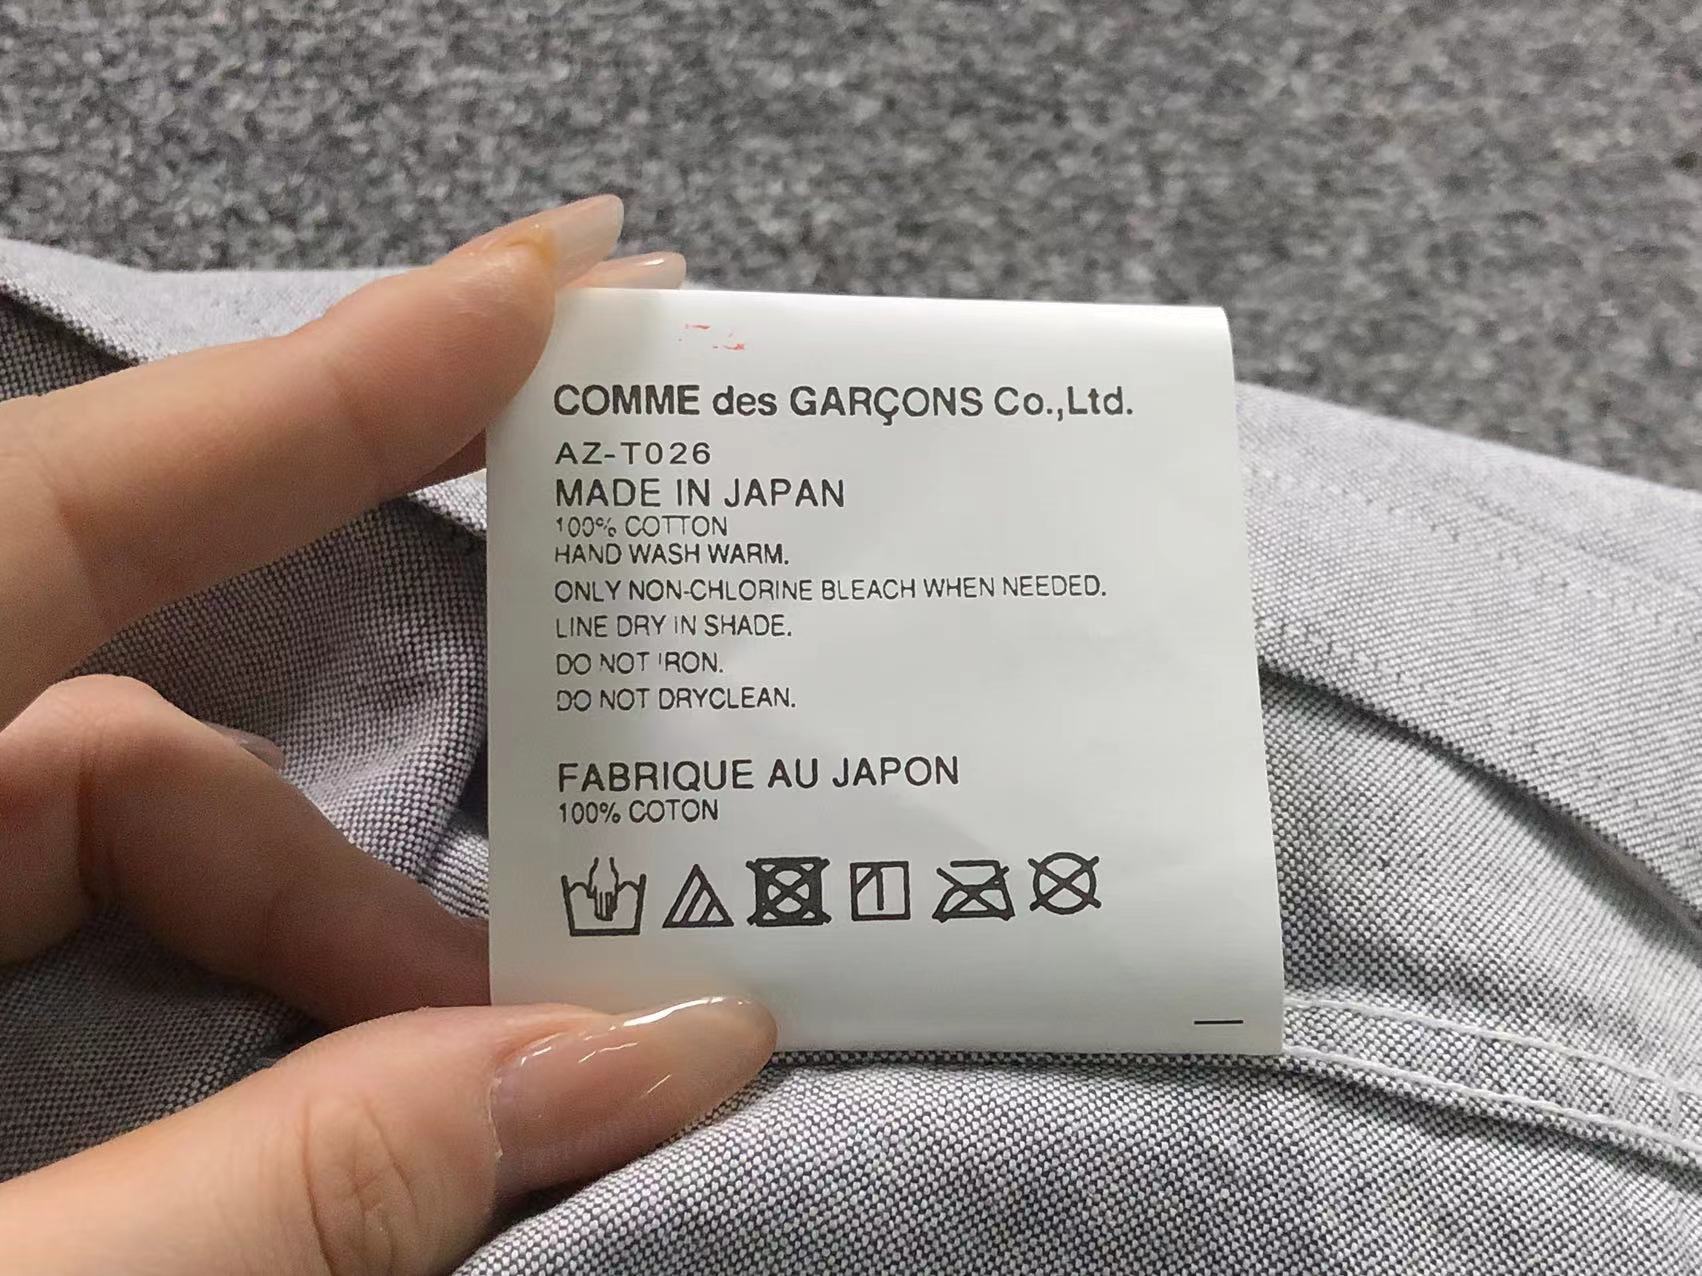 COMME des GARÇONS Co.,Ltd.
AZ-T026
MADE IN JAPAN
100% COTTON
HAND WASH WARM.
ONLY NON-CHLORINE BLEACH WHEN NEEDED.
LINE DRY IN SHADE.
DO NOT IRON.
DO NOT DRYCLEAN.
FABRIQUE AU JAPON
100% COTON